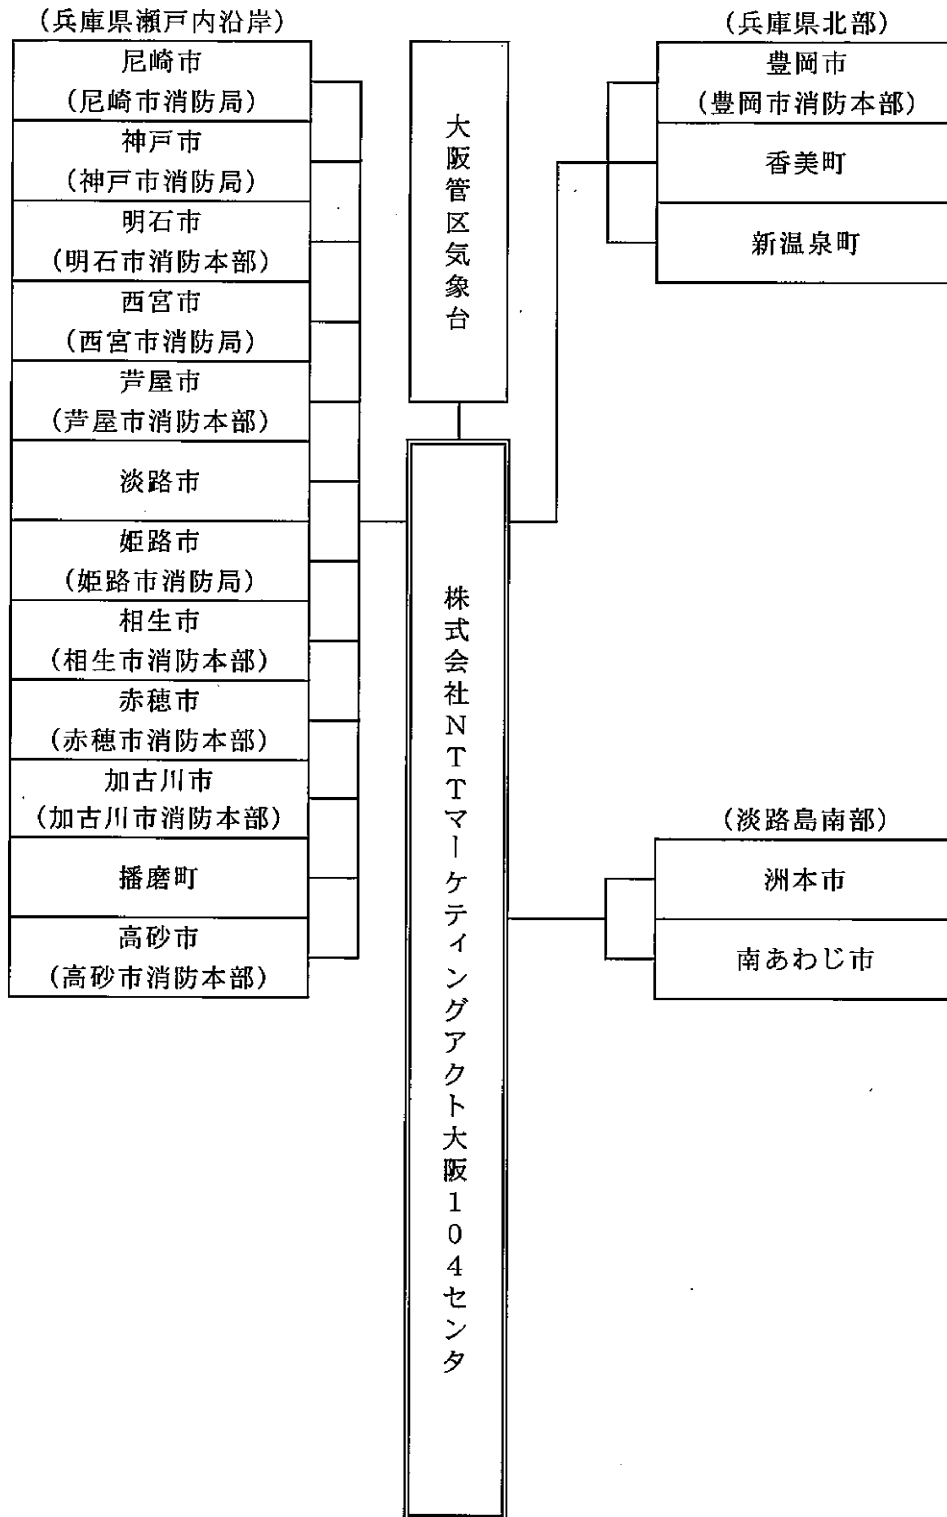 (兵庫県瀬戸内沿岸)
尼崎市
(尼崎市消防局)
神戸市
(神戸市消防局)
明石市
(明石市消防本部)
西宮市
(西宮市消防局)
芦屋市
(芦屋市消防本部)
淡路市
姫路市
(姫路市消防局)
相生市
(相生市消防本部)
赤穂市
(赤穂市消防本部)
加古川市
(加古川市消防本部)
播磨町
高砂市
(高砂市消防本部)
大阪管区気象台
株式会社NTTマーケティングアクト大阪104センタ
(兵庫県北部)
豊岡市
(豊岡市消防本部)
香美町
新温泉町
(淡路島南部)
洲本市
南あわじ市